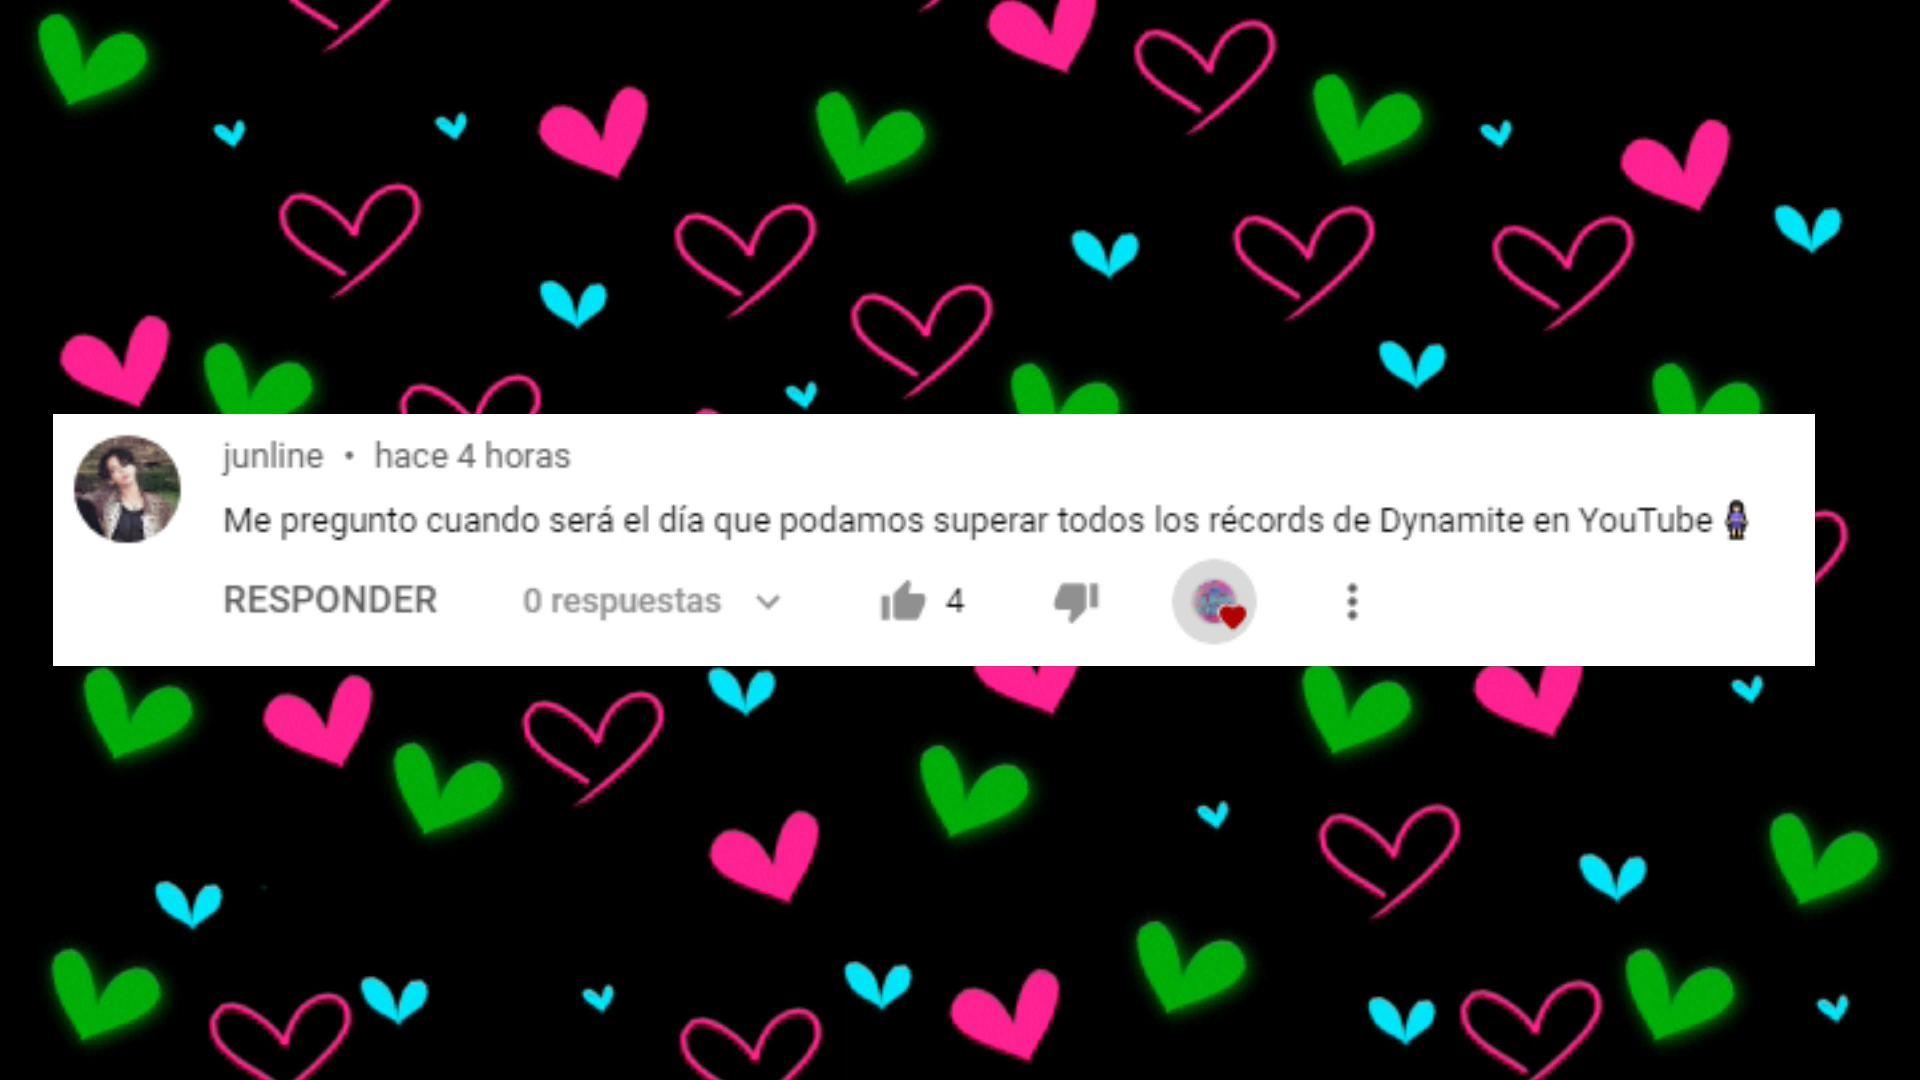 junline • hace 4 horas
Me pregunto cuando será el día que podamos superar todos los récords de Dynamite en YouTube 🧍🏻‍♀️
RESPONDER 0 respuestas 4